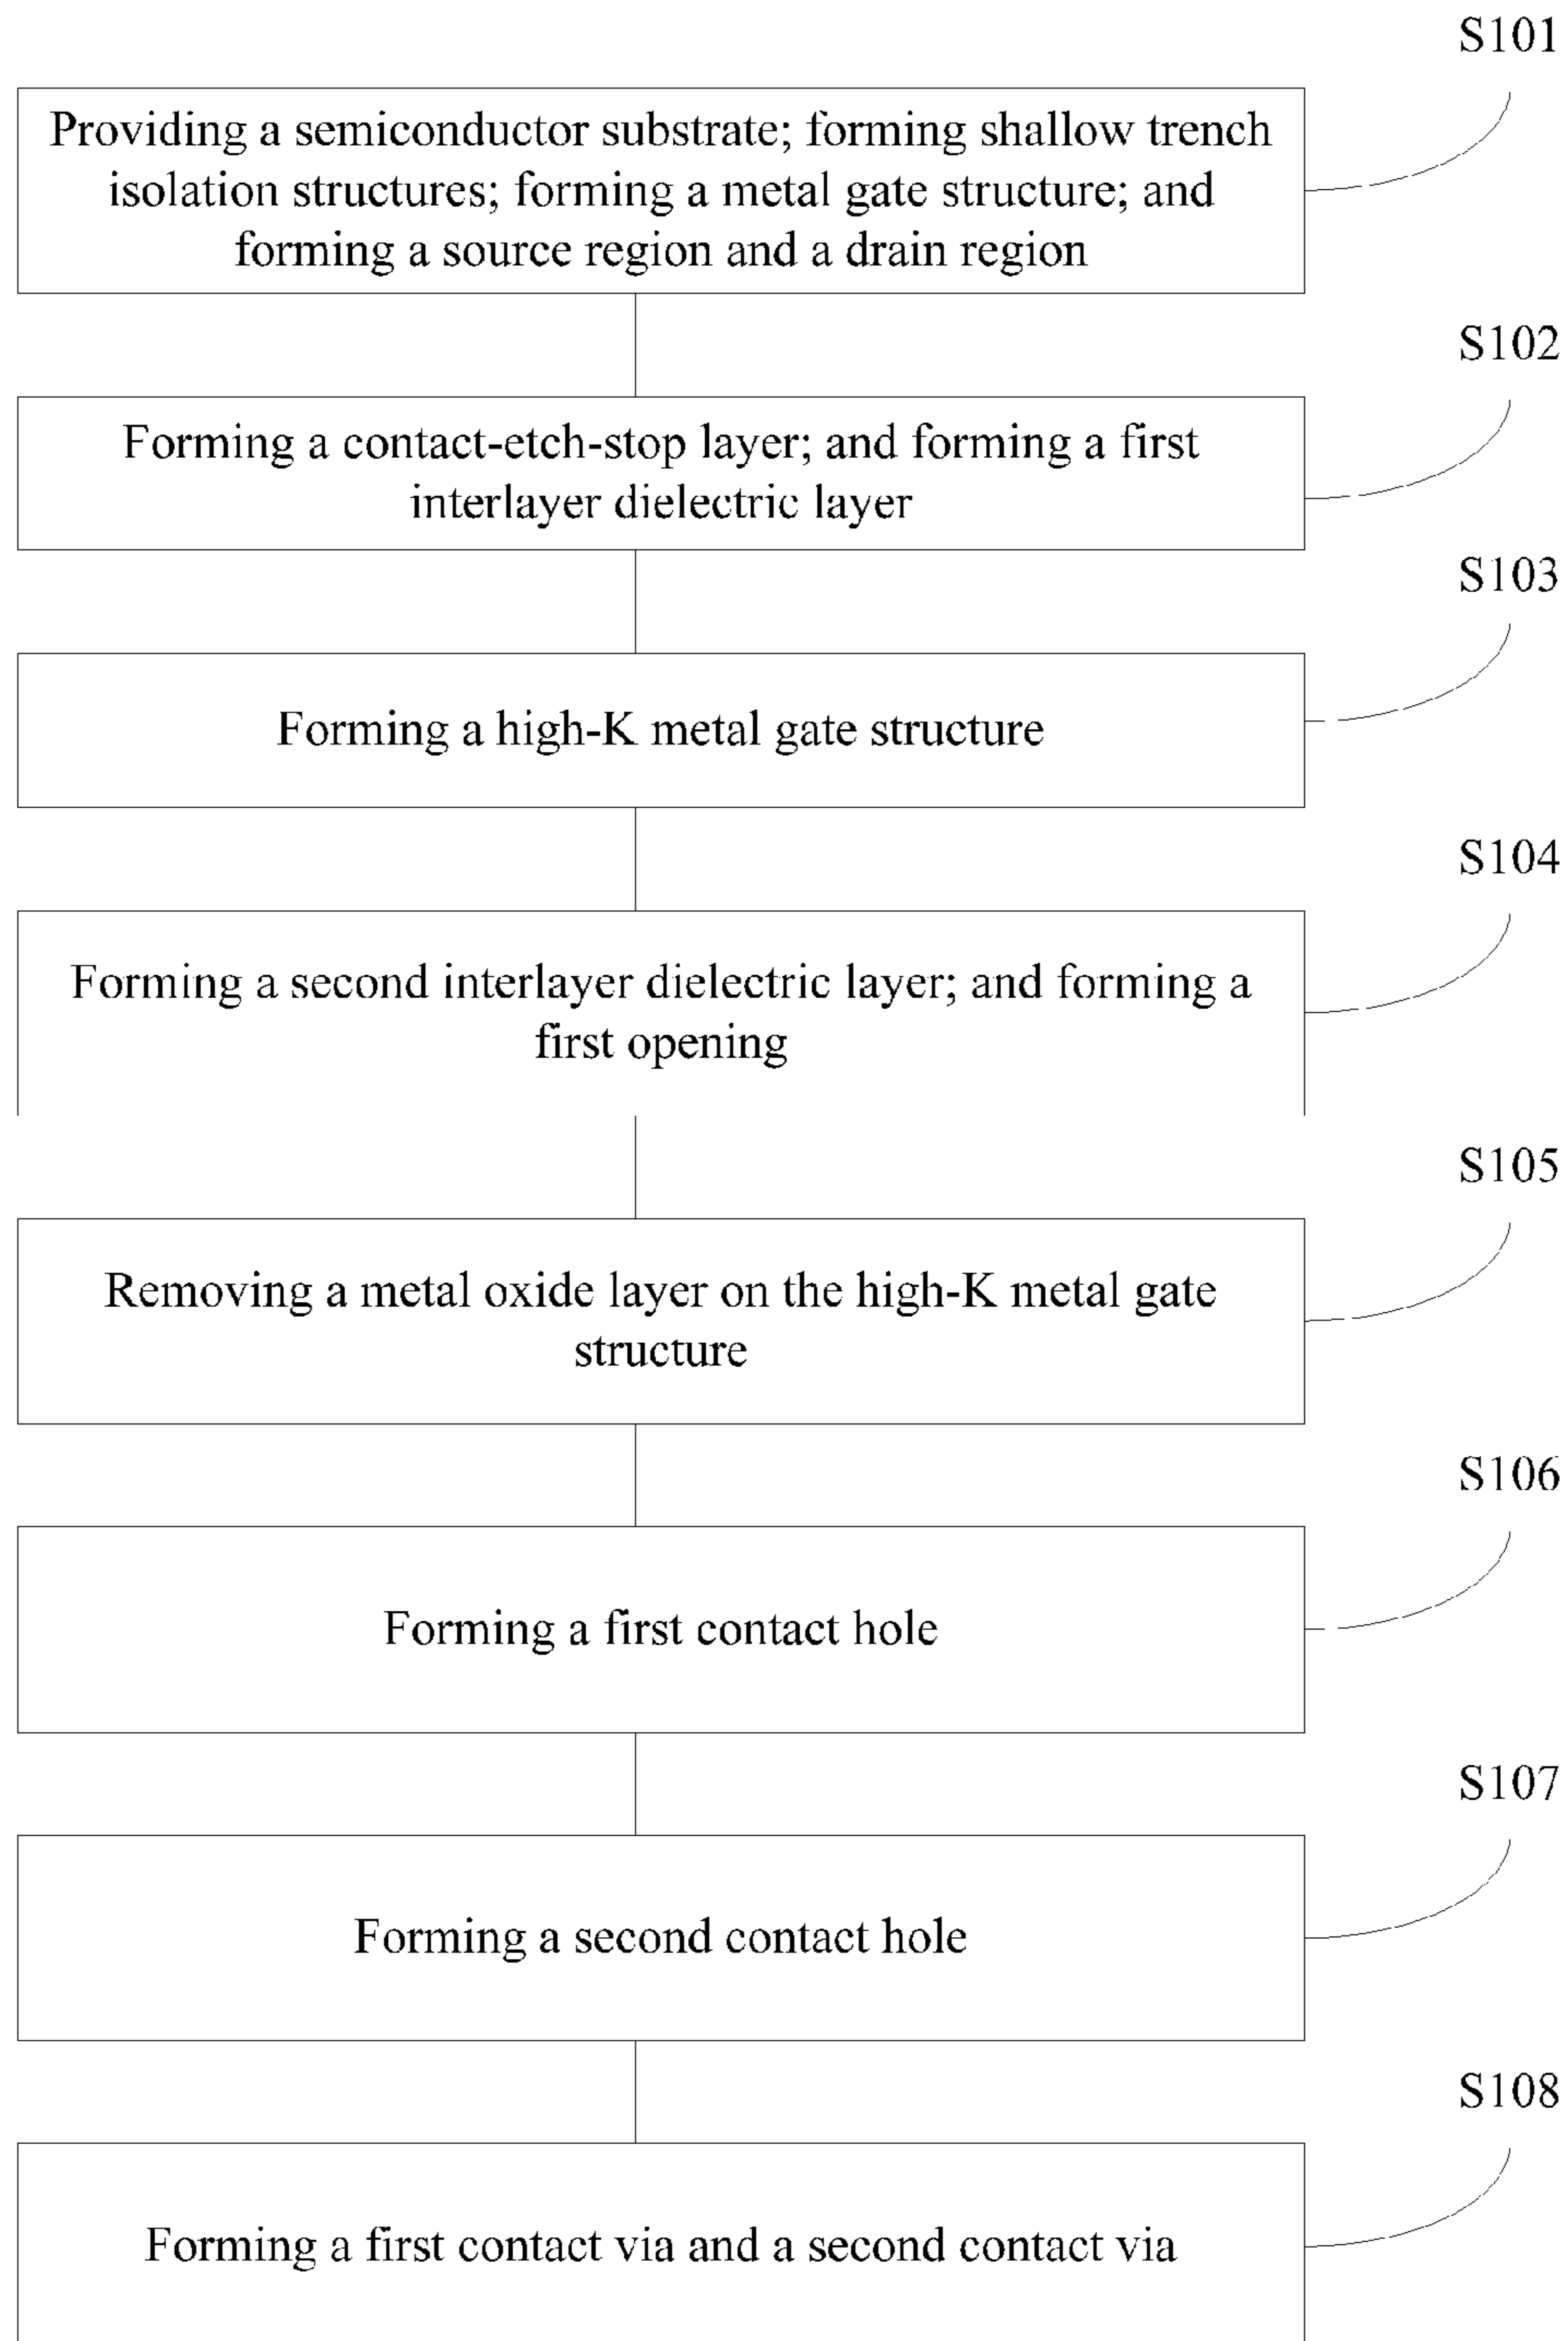 S101
Providing a semiconductor substrate; forming shallow trench
isolation structures; forming a metal gate structure; and
forming a source region and a drain region
S102
Forming a contact-etch-stop layer; and forming a first
interlayer dielectric layer
S103
Forming a high-K metal gate structure
S104
Forming a second interlayer dielectric layer; and forming a
first opening
S105
Removing a metal oxide layer on the high-K metal gate
structure
S106
Forming a first contact hole
S107
Forming a second contact hole
S108
Forming a first contact via and a second contact via